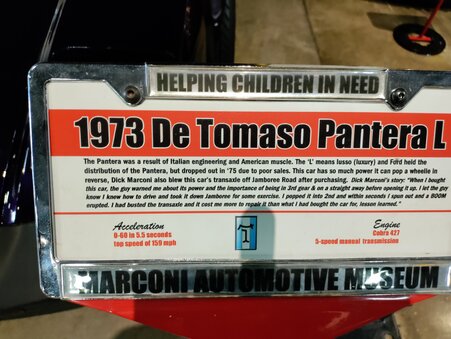 HELPING CHILDREN IN NEED
1973 De Tomaso Pantera L
The Pantera was a result of Italian engineering and American muscle. The 'L' means lusso (luxury) and Ford held the
distribution of the Pantera, but dropped out in '75 due to poor sales. This car has so much power it can pop a wheelie in
reverse, Dick Marconi also blew this car's transaxle off Jamboree Road after purchasing. Dick Marconi's story: "When I bought
this car, the guy warned me about its power and the importance of being in 3rd gear & on a straight away before opening it up. I let the guy
know I knew how to drive and took it down Jamboree for some exercise. I popped it into 2nd and within seconds I spun out and a BOOM
erupted. I had busted the transaxle and it cost me more to repair it than what I had bought the car for, lesson learned."
Acceleration
0-60 in 5.5 seconds
top speed of 159 mph
T
Engine
Cobra 427
5-speed manual transmission
MARCONI AUTOMOTIVE MUSEUM